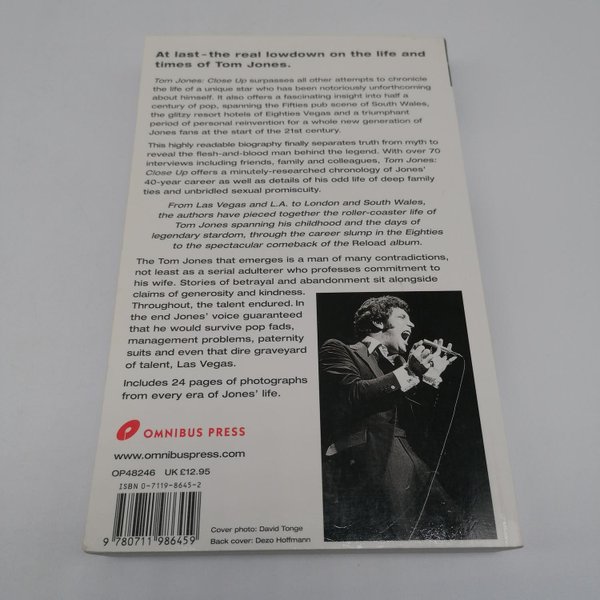 At last – the real lowdown on the life and
times of Tom Jones.
Tom Jones: Close Up surpasses all other attempts to chronicle
the life of a unique star who has been notoriously unforthcoming
about himself. It also offers a fascinating insight into half a
century of pop, spanning the Fifties pub scene of South Wales,
the glitzy resort hotels of Eighties Vegas and a triumphant
period of personal reinvention for a whole new generation of
Jones fans at the start of the 21st century.
This highly readable biography finally separates truth from myth to
reveal the flesh-and-blood man behind the legend. With over 70
interviews including friends, family and colleagues, Tom Jones:
Close Up offers a minutely-researched chronology of Jones'
40-year career as well as details of his odd life of deep family
ties and unbridled sexual promiscuity.
From Las Vegas and L.A. to London and South Wales,
the authors have pieced together the roller-coaster life of
Tom Jones spanning his childhood and the days of
legendary stardom, through the career slump in the Eighties
to the spectacular comeback of the Reload album.
The Tom Jones that emerges is a man of many contradictions,
not least as a serial adulterer who professes commitment to
his wife. Stories of betrayal and abandonment sit alongside
claims of generosity and kindness.
Throughout, the talent endured. In
the end Jones' voice guaranteed
that he would survive pop fads,
management problems, paternity
suits and even that dire graveyard
of talent, Las Vegas.
Includes 24 pages of photographs
from every era of Jones' life.
OMNIBUS PRESS
www.omnibuspress.com
OP48246 UK £12.95
ISBN 0-7119-8645-2
9 780711 986459
Cover photo: David Tonge
Back cover: Dezo Hoffmann